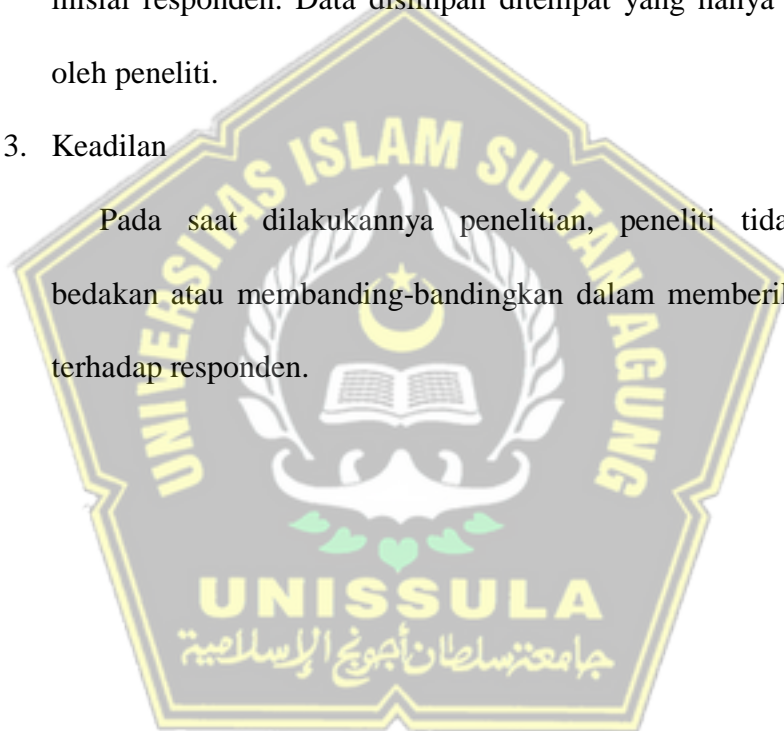 inisial responden. Data disimpan ditempat yang hanya
oleh peneliti.
3. Keadilan
Pada saat dilakukannya penelitian, peneliti tida
bedakan atau membanding-bandingkan dalam memberi
terhadap responden.
UNIVERSITAS ISLAM SULTAN AGUNG
UNISSULA
جامعة سلطان أجونج الإسلامية